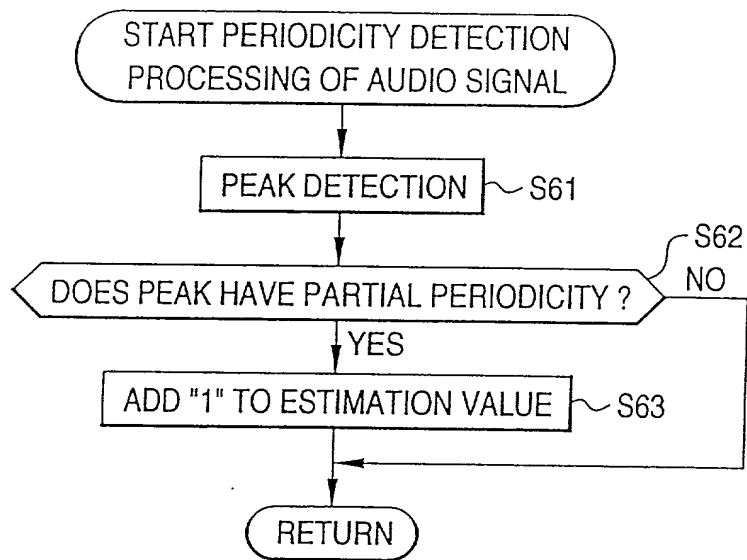 START PERIODICITY DETECTION
PROCESSING OF AUDIO SIGNAL
PEAK DETECTION
S61
S62
DOES PEAK HAVE PARTIAL PERIODICITY ?
NO
YES
ADD "1" TO ESTIMATION VALUE
S63
RETURN